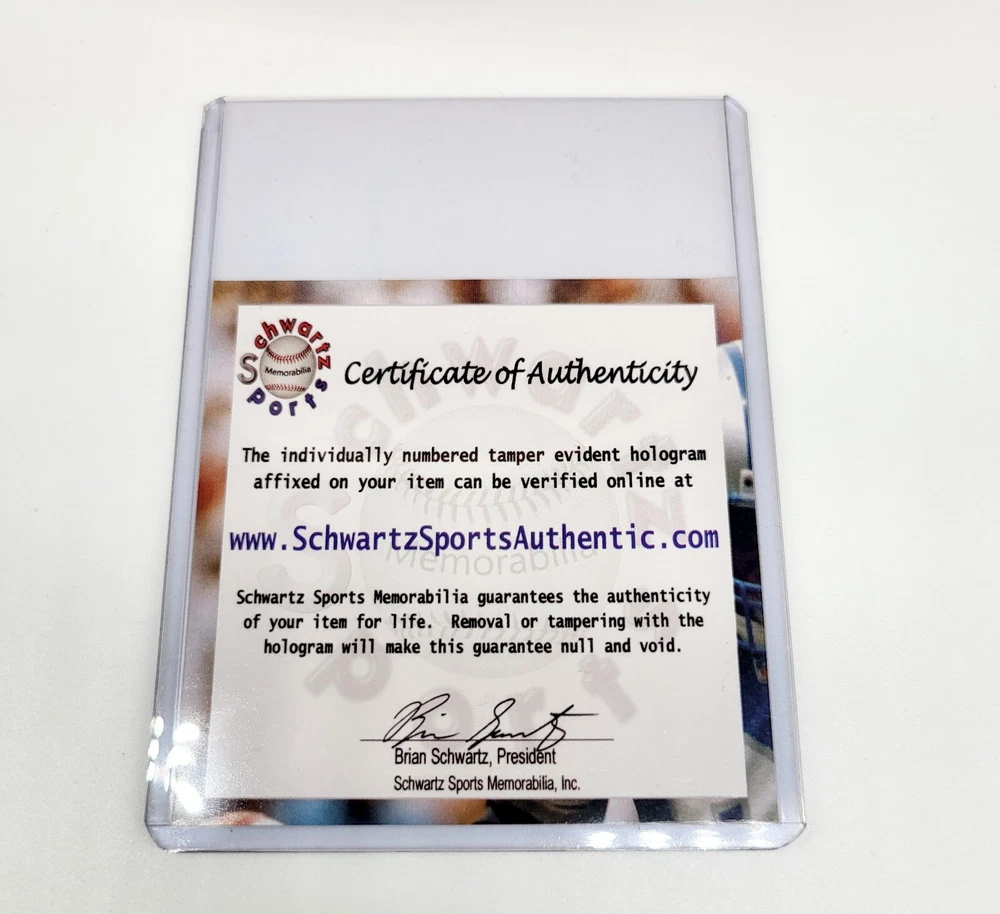 Schwartz
Sports
Memorabilia
Certificate of Authenticity
The individually numbered tamper evident hologram
affixed on your item can be verified online at
www.SchwartzSportsAuthentic.com
Schwartz Sports Memorabilia guarantees the authenticity
of your item for life. Removal or tampering with the
hologram will make this guarantee null and void.
Brian Schwartz, President
Schwartz Sports Memorabilia, Inc.